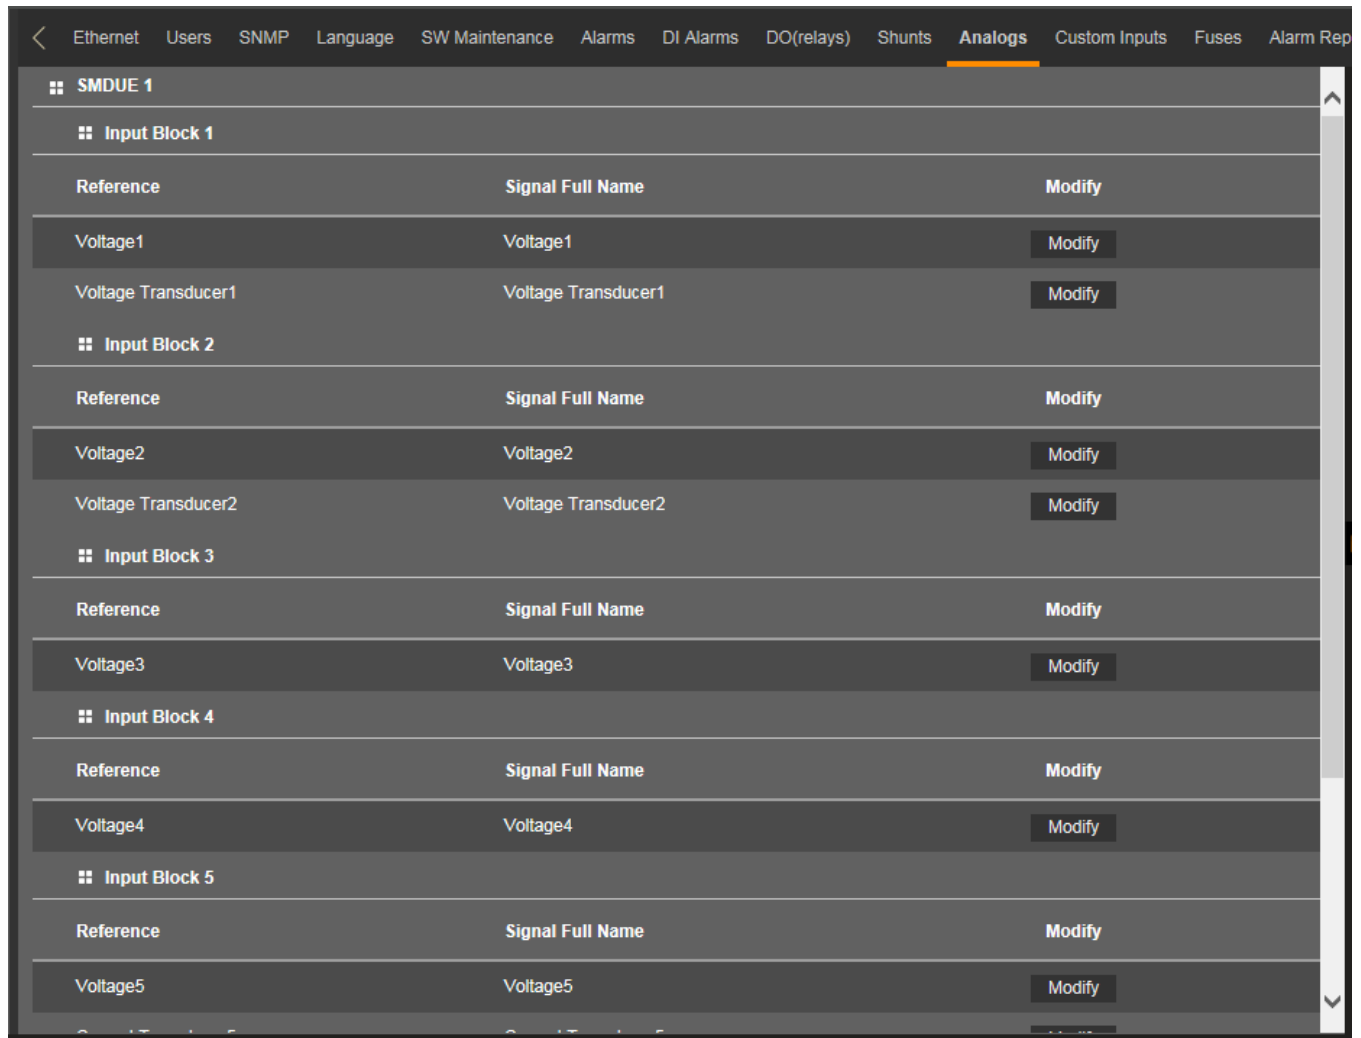 Ethernet Users SNMP Language SW Maintenance Alarms DI Alarms DO(relays) Shunts Analogs Custom Inputs Fuses Alarm Rep
SMDUE 1
Input Block 1
Reference Signal Full Name Modify
Voltage1 Voltage1 Modify
Voltage Transducer1 Voltage Transducer1 Modify
Input Block 2
Reference Signal Full Name Modify
Voltage2 Voltage2 Modify
Voltage Transducer2 Voltage Transducer2 Modify
Input Block 3
Reference Signal Full Name Modify
Voltage3 Voltage3 Modify
Input Block 4
Reference Signal Full Name Modify
Voltage4 Voltage4 Modify
Input Block 5
Reference Signal Full Name Modify
Voltage5 Voltage5 Modify